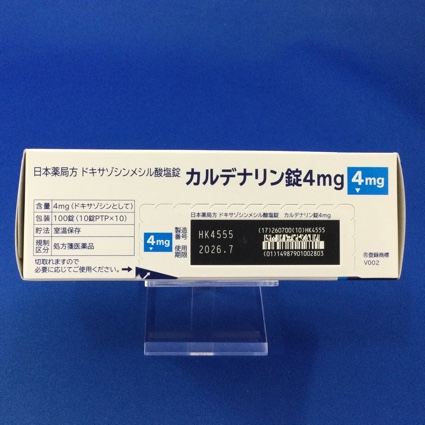 日本薬局方 ドキサゾシンメシル酸塩錠 カルデナリン錠4mg 4mg
含量 4mg(ドキサゾシンとして)
包装 100錠(10錠PTP×10)
貯法 室温保存
規制区分 処方箋医薬品
切取れますので
必要に応じてご使用ください。
日本薬局方 ドキサゾシンメシル酸塩錠 カルデナリン錠4mg
4mg
製造番号 HK4555
使用期限 2026.7
(17)260700(10)HK4555
(01)14987901002803
®登録商標
V002